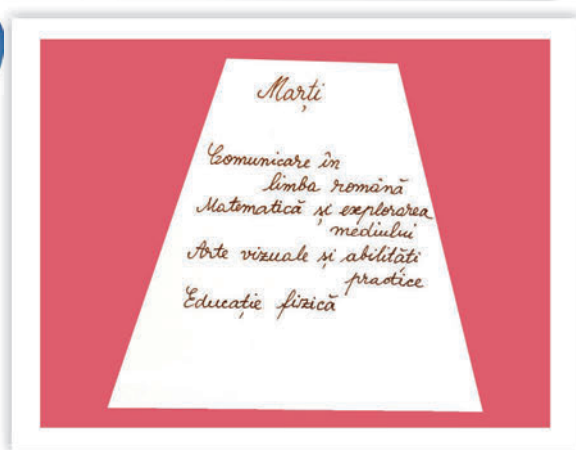 Marți
Comunicare în
limba română
Matematică și explorarea
mediului
Arte vizuale și abilități
practice
Educație fizică